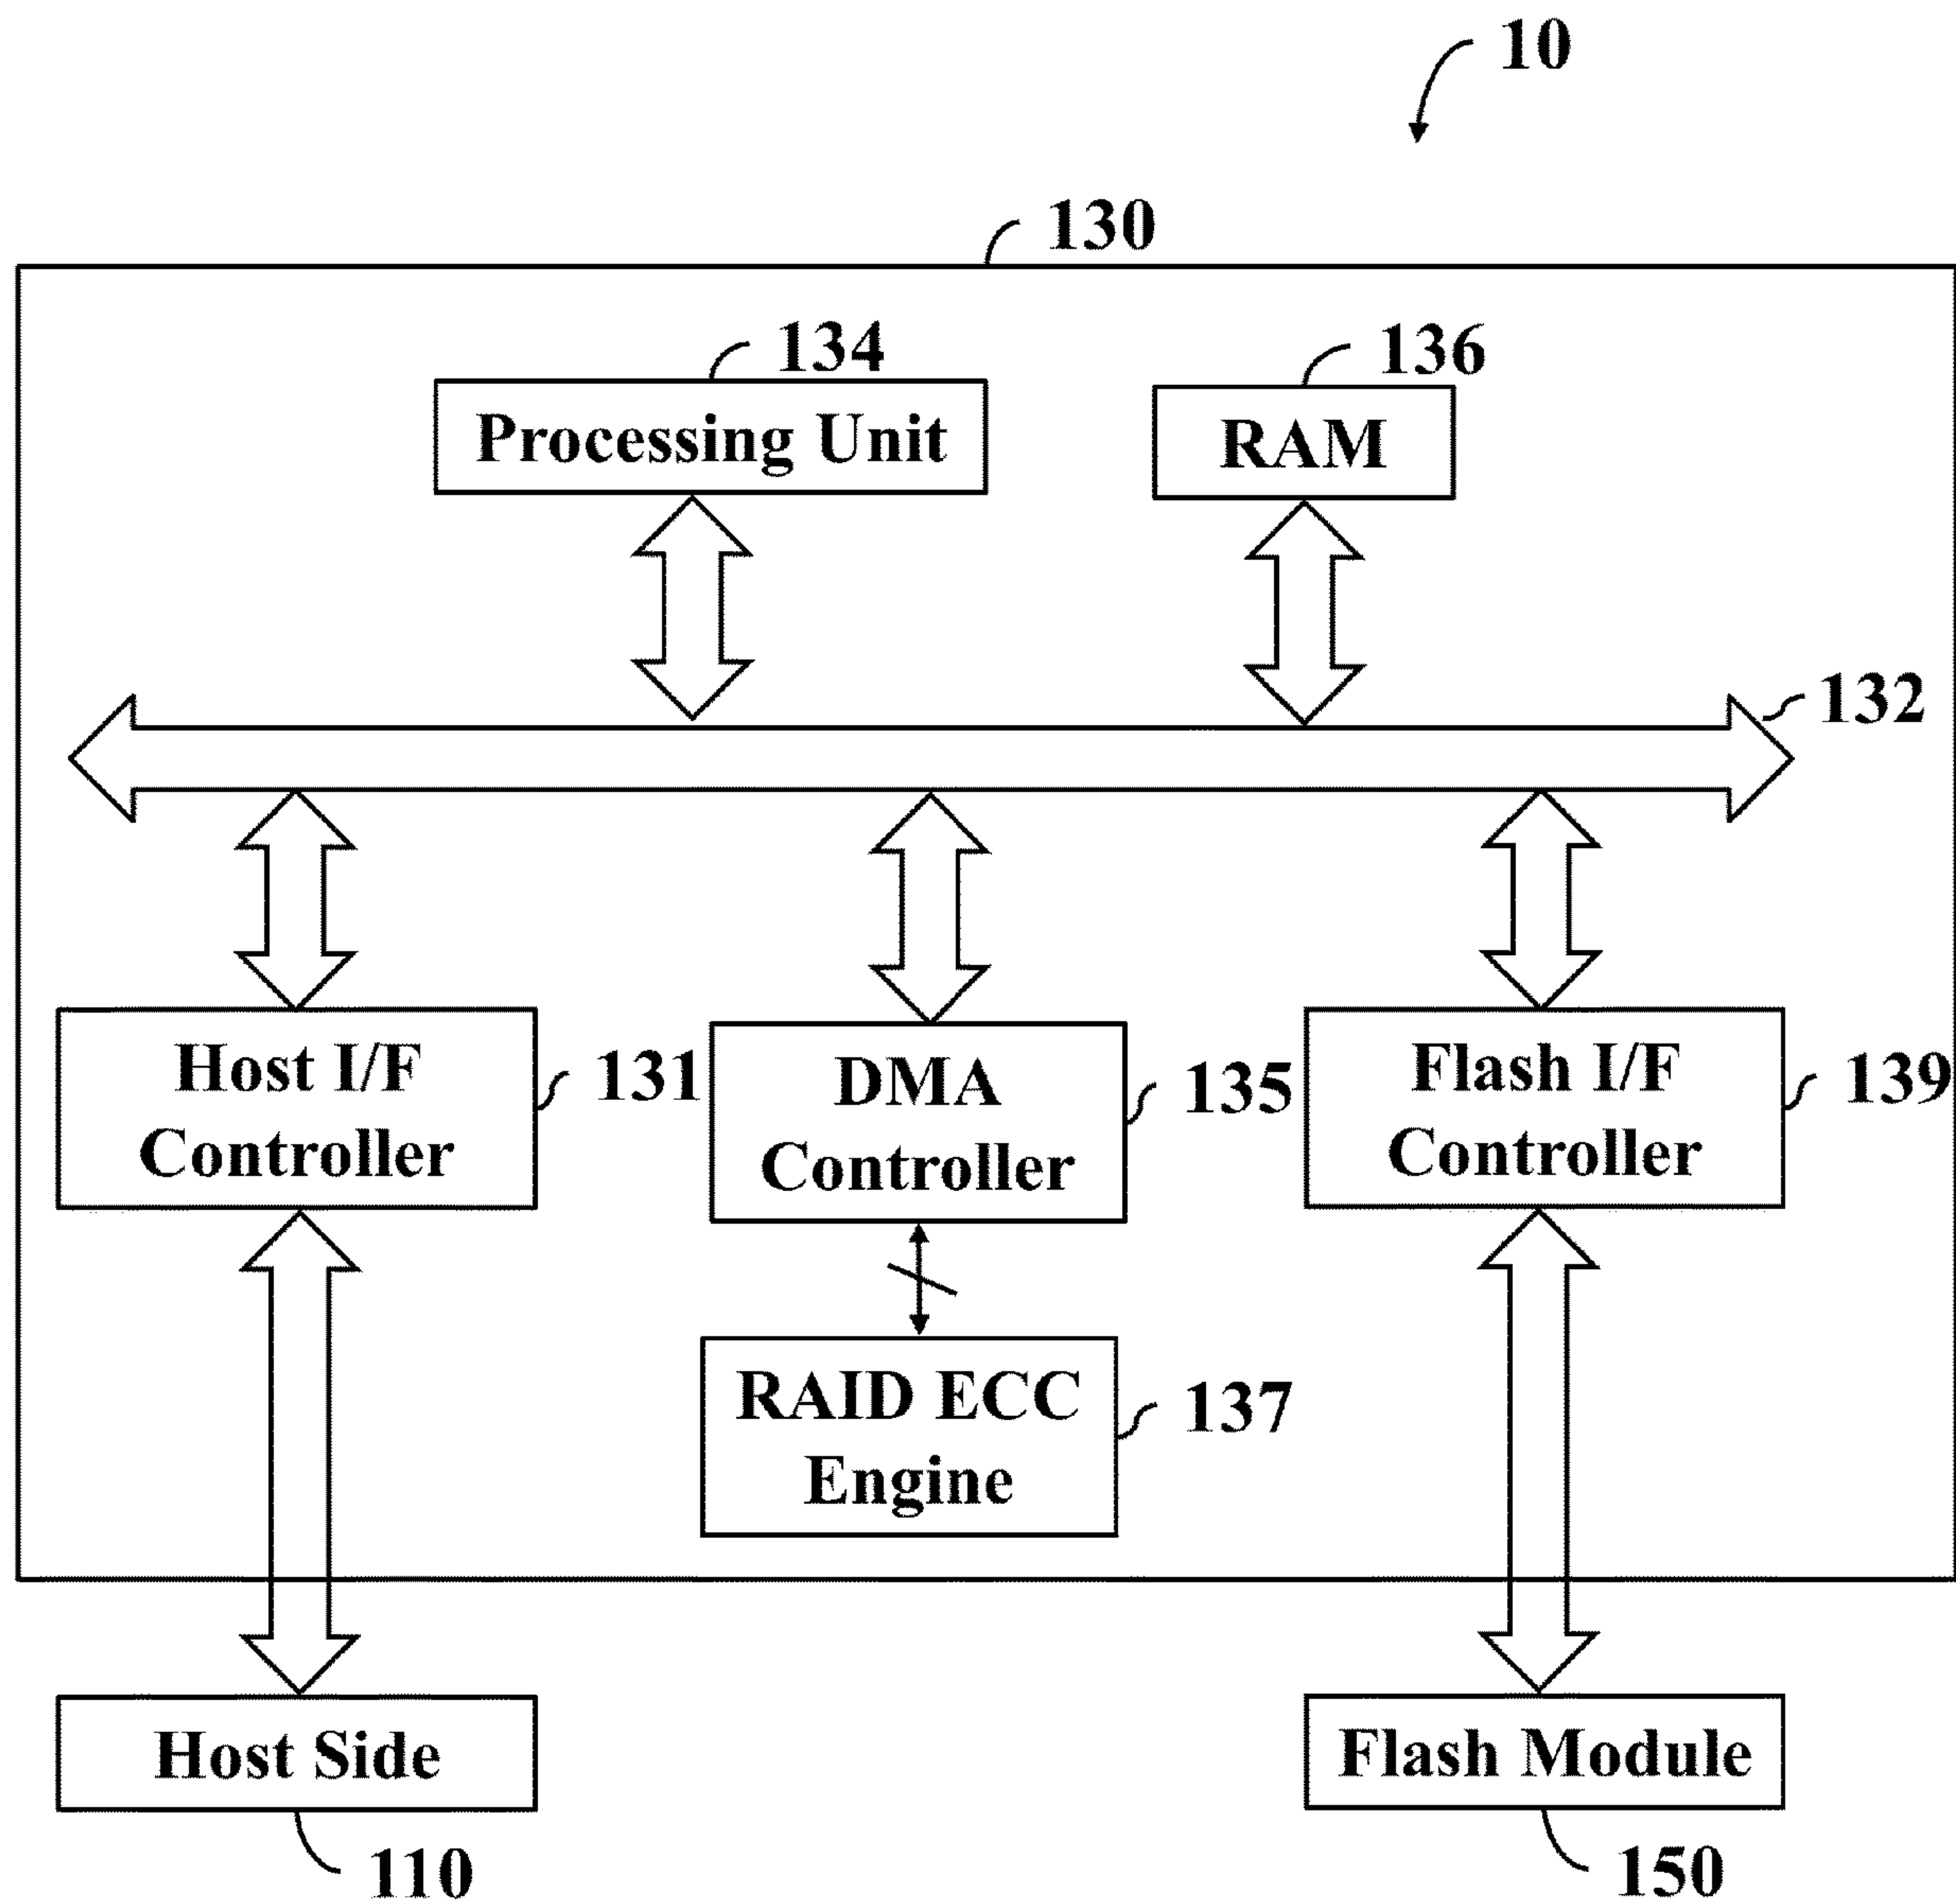 10
130
134
136
Processing Unit
RAM
132
Host I/F
Controller
131
DMA
Controller
135
Flash I/F
Controller
139
RAID ECC
Engine
137
Host Side
Flash Module
110
150